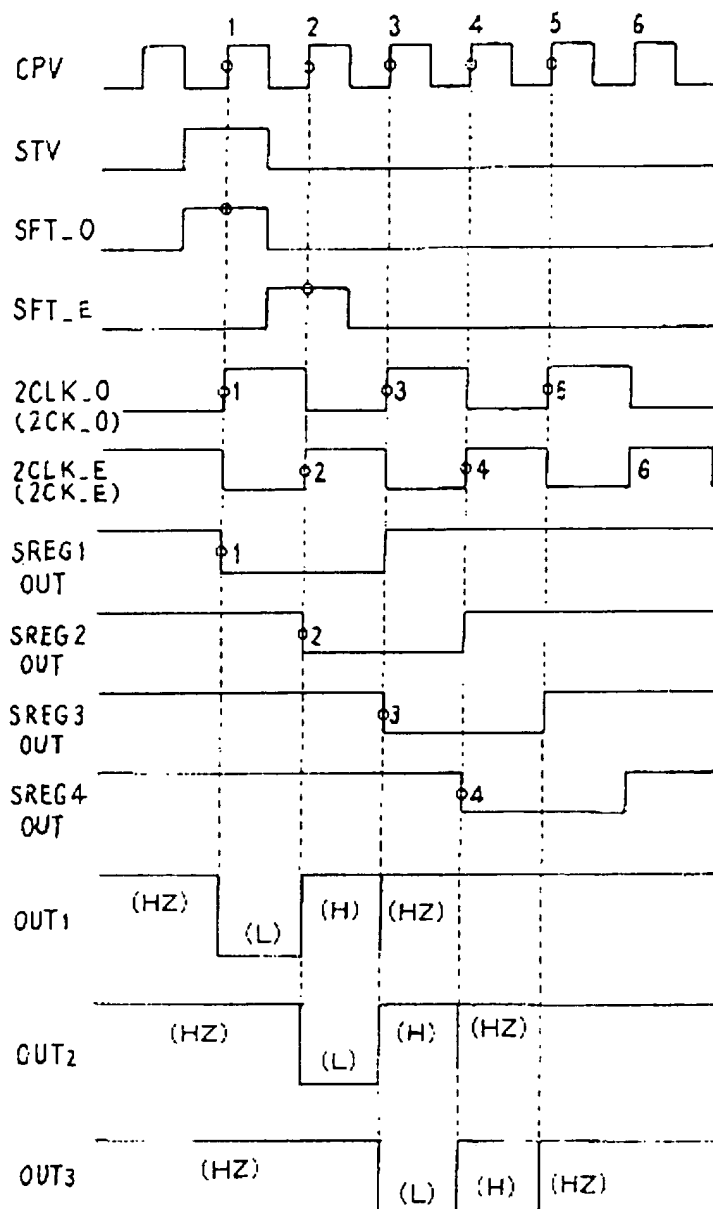 1 2 3 4 5 6
CPV
STV
SFT_O
SFT_E
2CLK_O 1 3 5
(2CK_O)
2CLK_E 2 4 6
(2CK_E)
SREG1 1
OUT
SREG2 2
OUT
SREG3 3
OUT
SREG4 4
OUT
OUT1 (HZ) (L) (H) (HZ)
OUT2 (HZ) (L) (H) (HZ)
OUT3 (HZ) (L) (H) (HZ)